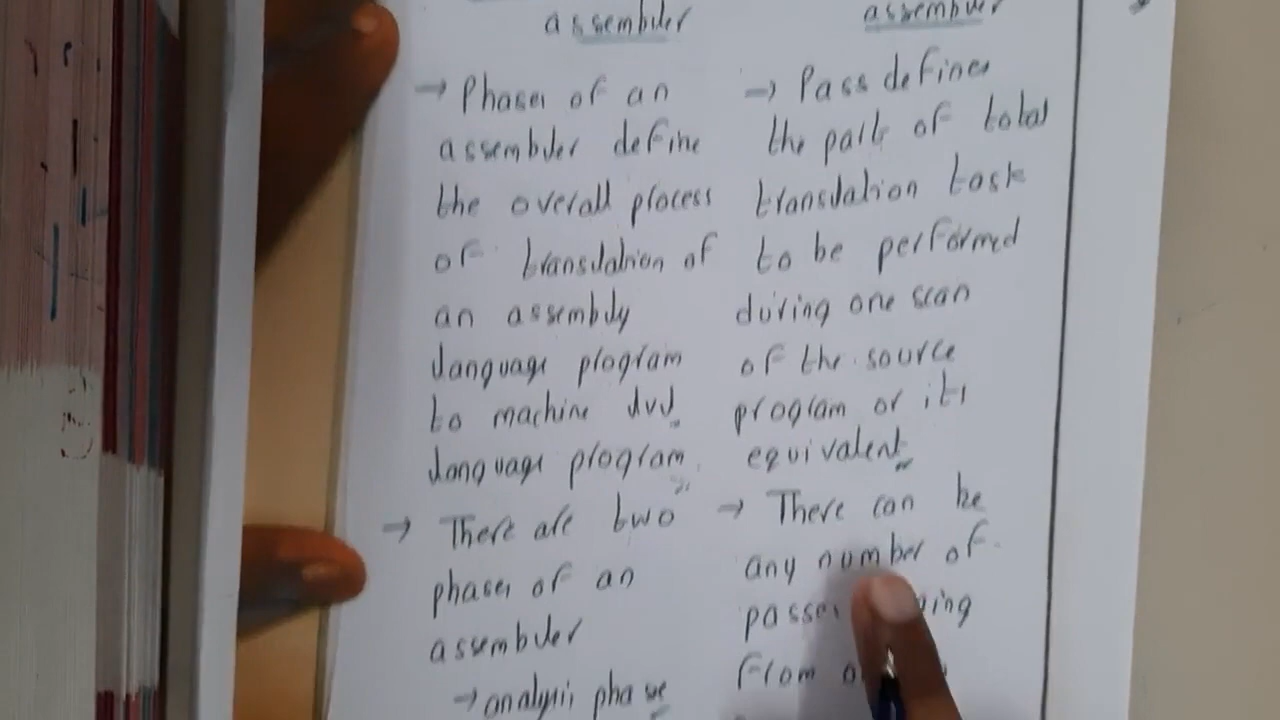 assembler
→ Phases of an
assembler define
the overall process
of translation of
an assembly
language program
to machine lvl
language program.
→ There are two
phases of an
assembler
→ analysis phase
assembler
→ Pass defines
the parts of total
translation task
to be performed
during one scan
of the source
program or its
equivalent
→ There can be
any number of
from